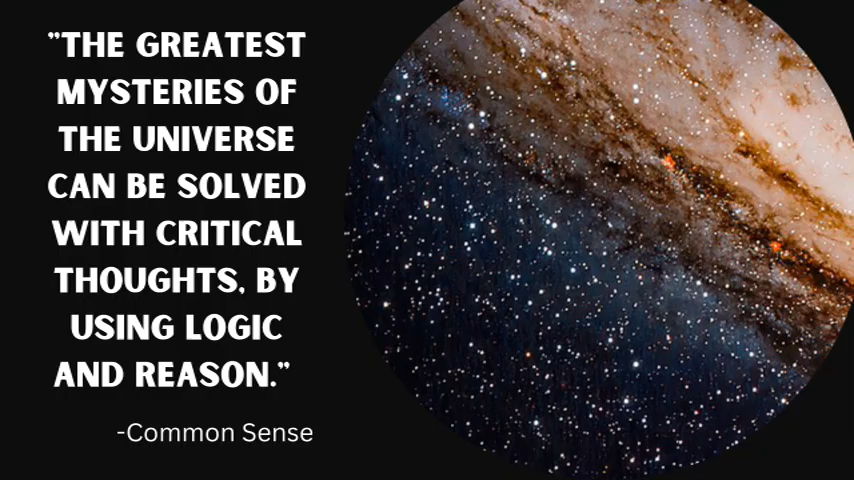 "THE GREATEST
MYSTERIES OF
THE UNIVERSE
CAN BE SOLVED
WITH CRITICAL
THOUGHTS, BY
USING LOGIC
AND REASON."
-Common Sense